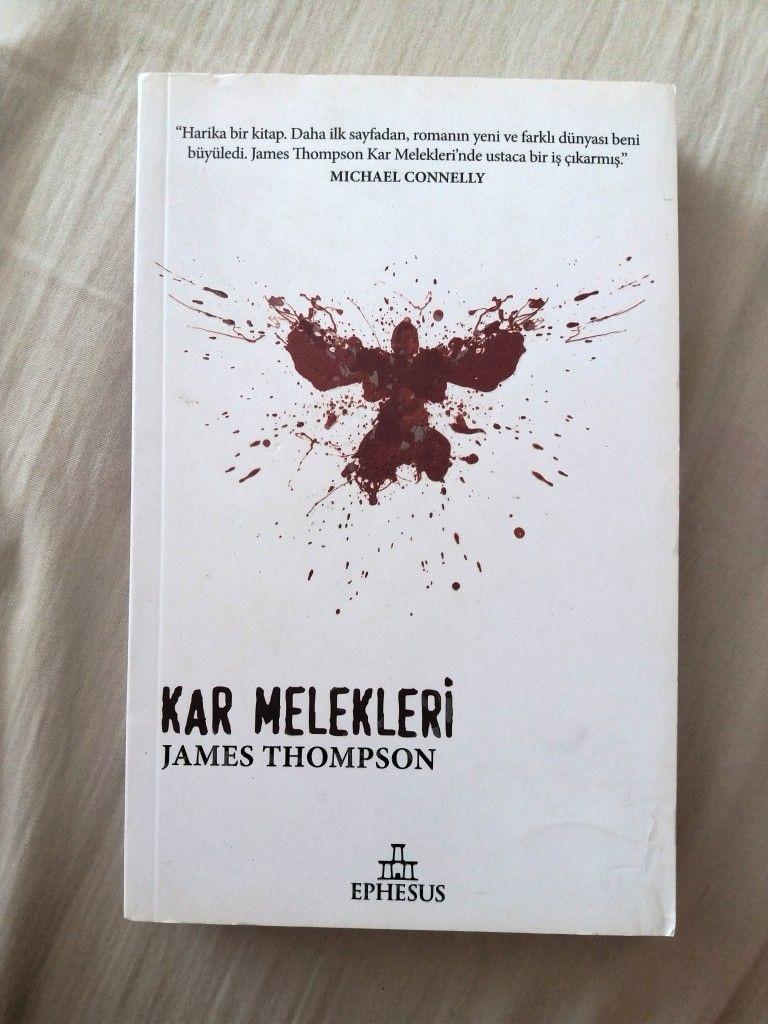 “Harika bir kitap. Daha ilk sayfadan, romanın yeni ve farklı dünyası beni
büyüledi. James Thompson Kar Melekleri’nde ustaca bir iş çıkarmış.”
MICHAEL CONNELLY
KAR MELEKLERİ
JAMES THOMPSON
EPHESUS